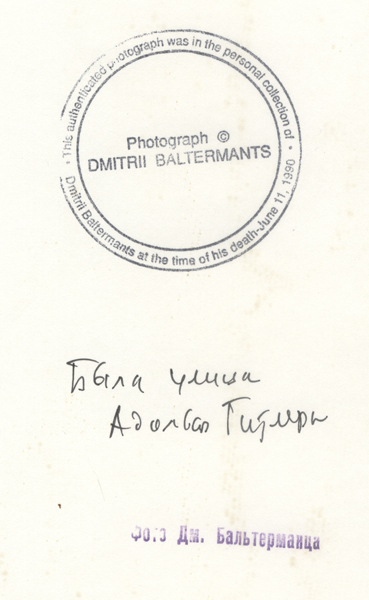 · This authenticated photograph was in the personal collection of ·
Dmitrii Baltermants at the time of his death-June 11, 1990
Photograph ©
DMITRII BALTERMANTS
Была улица
Адольфа Гитлера
Фото Дм. Бальтерманца